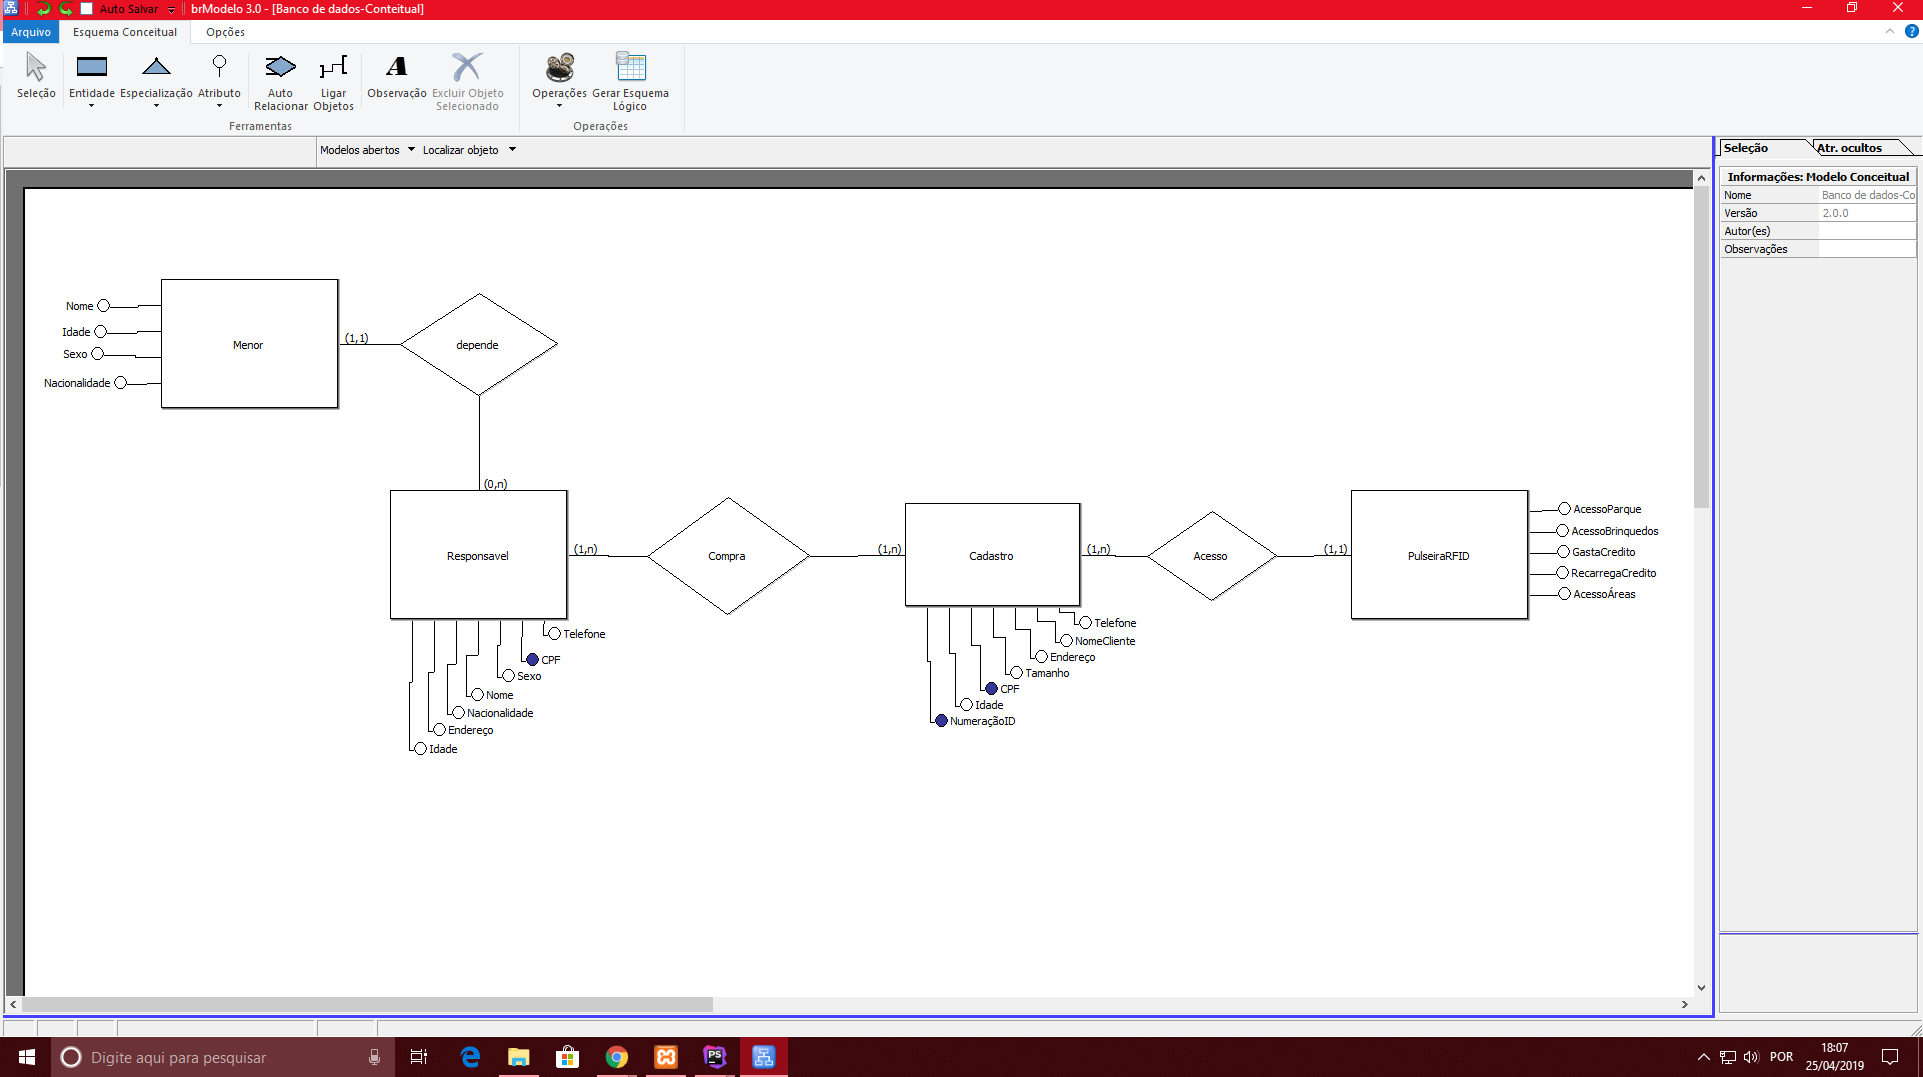 Auto Salvar
brModelo 3.0 - [Banco de dados-Conteitual]
Arquivo
Esquema Conceitual
Opções
Seleção
Entidade
Especialização
Atributo
Auto
Relacionar
Ligar
Objetos
Observação
Excluir Objeto
Selecionado
Operações
Gerar Esquema
Lógico
Ferramentas
Operações
Modelos abertos
Localizar objeto
Seleção
Atr. ocultos
Informações: Modelo Conceitual
Nome Banco de dados-Co
Versão 2.0.0
Autor(es)
Observações
Nome
Idade
Sexo
Nacionalidade
Menor
(1,1)
depende
(0,n)
Responsavel
(1,n)
Compra
(1,n)
Cadastro
(1,n)
Acesso
(1,1)
PulseiraRFID
AcessoParque
AcessoBrinquedos
GastaCredito
RecarregaCredito
AcessoÁreas
Telefone
CPF
Sexo
Nome
Nacionalidade
Endereço
Idade
Telefone
NomeCliente
Endereço
Tamanho
CPF
Idade
NumeraçãoID
Digite aqui para pesquisar
PS
POR
18:07
25/04/2019